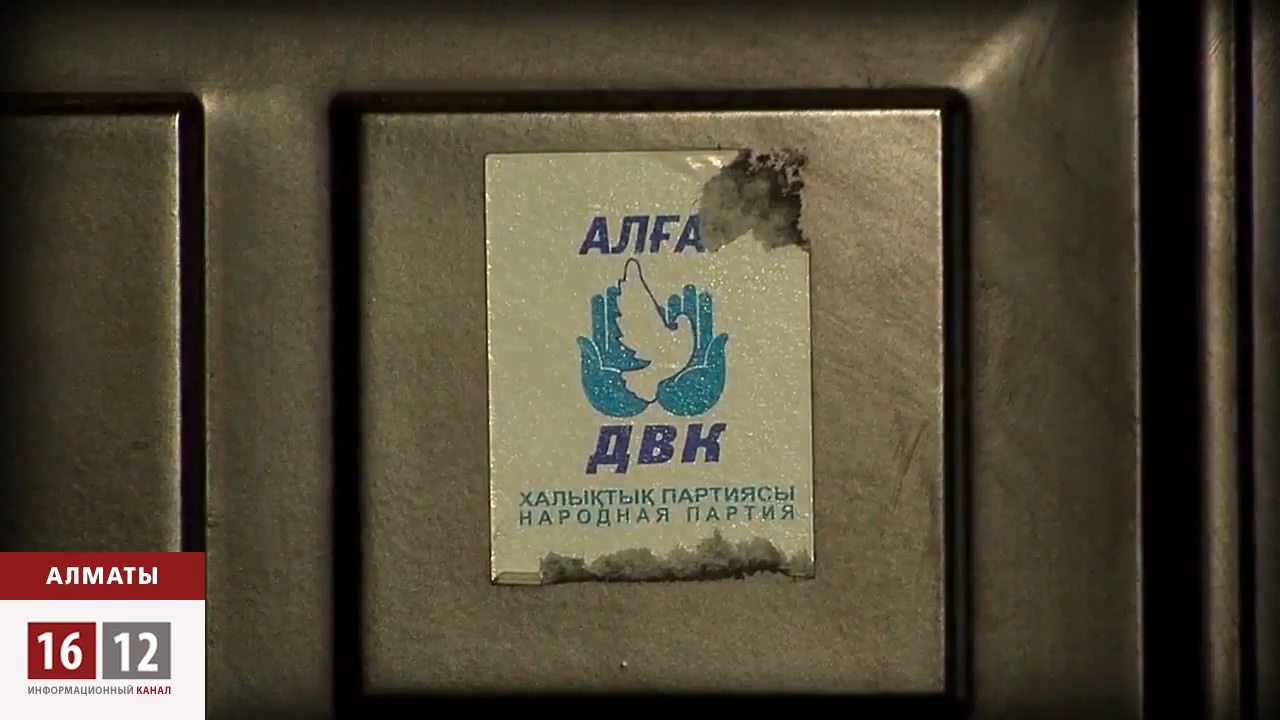 АЛҒА
ДВК
ХАЛЫҚТЫҚ ПАРТИЯСЫ
НАРОДНАЯ ПАРТИЯ
АЛМАТЫ
16 12
ИНФОРМАЦИОННЫЙ КАНАЛ